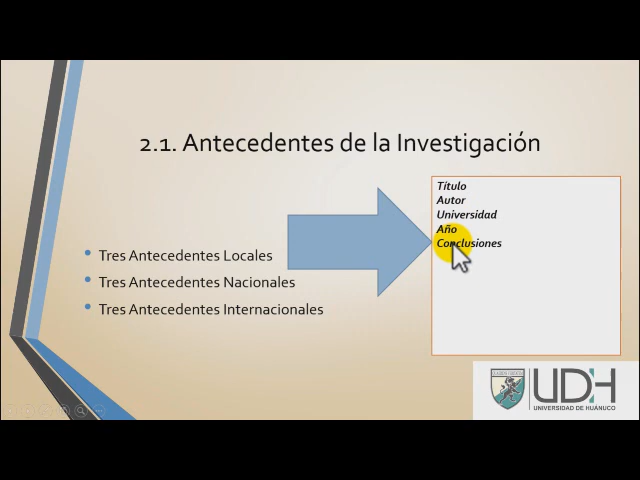 2.1. Antecedentes de la Investigación
Tres Antecedentes Locales
Tres Antecedentes Nacionales
Tres Antecedentes Internacionales
Título
Autor
Universidad
Año
Conclusiones
UDH
UNIVERSIDAD DE HUÁNUCO